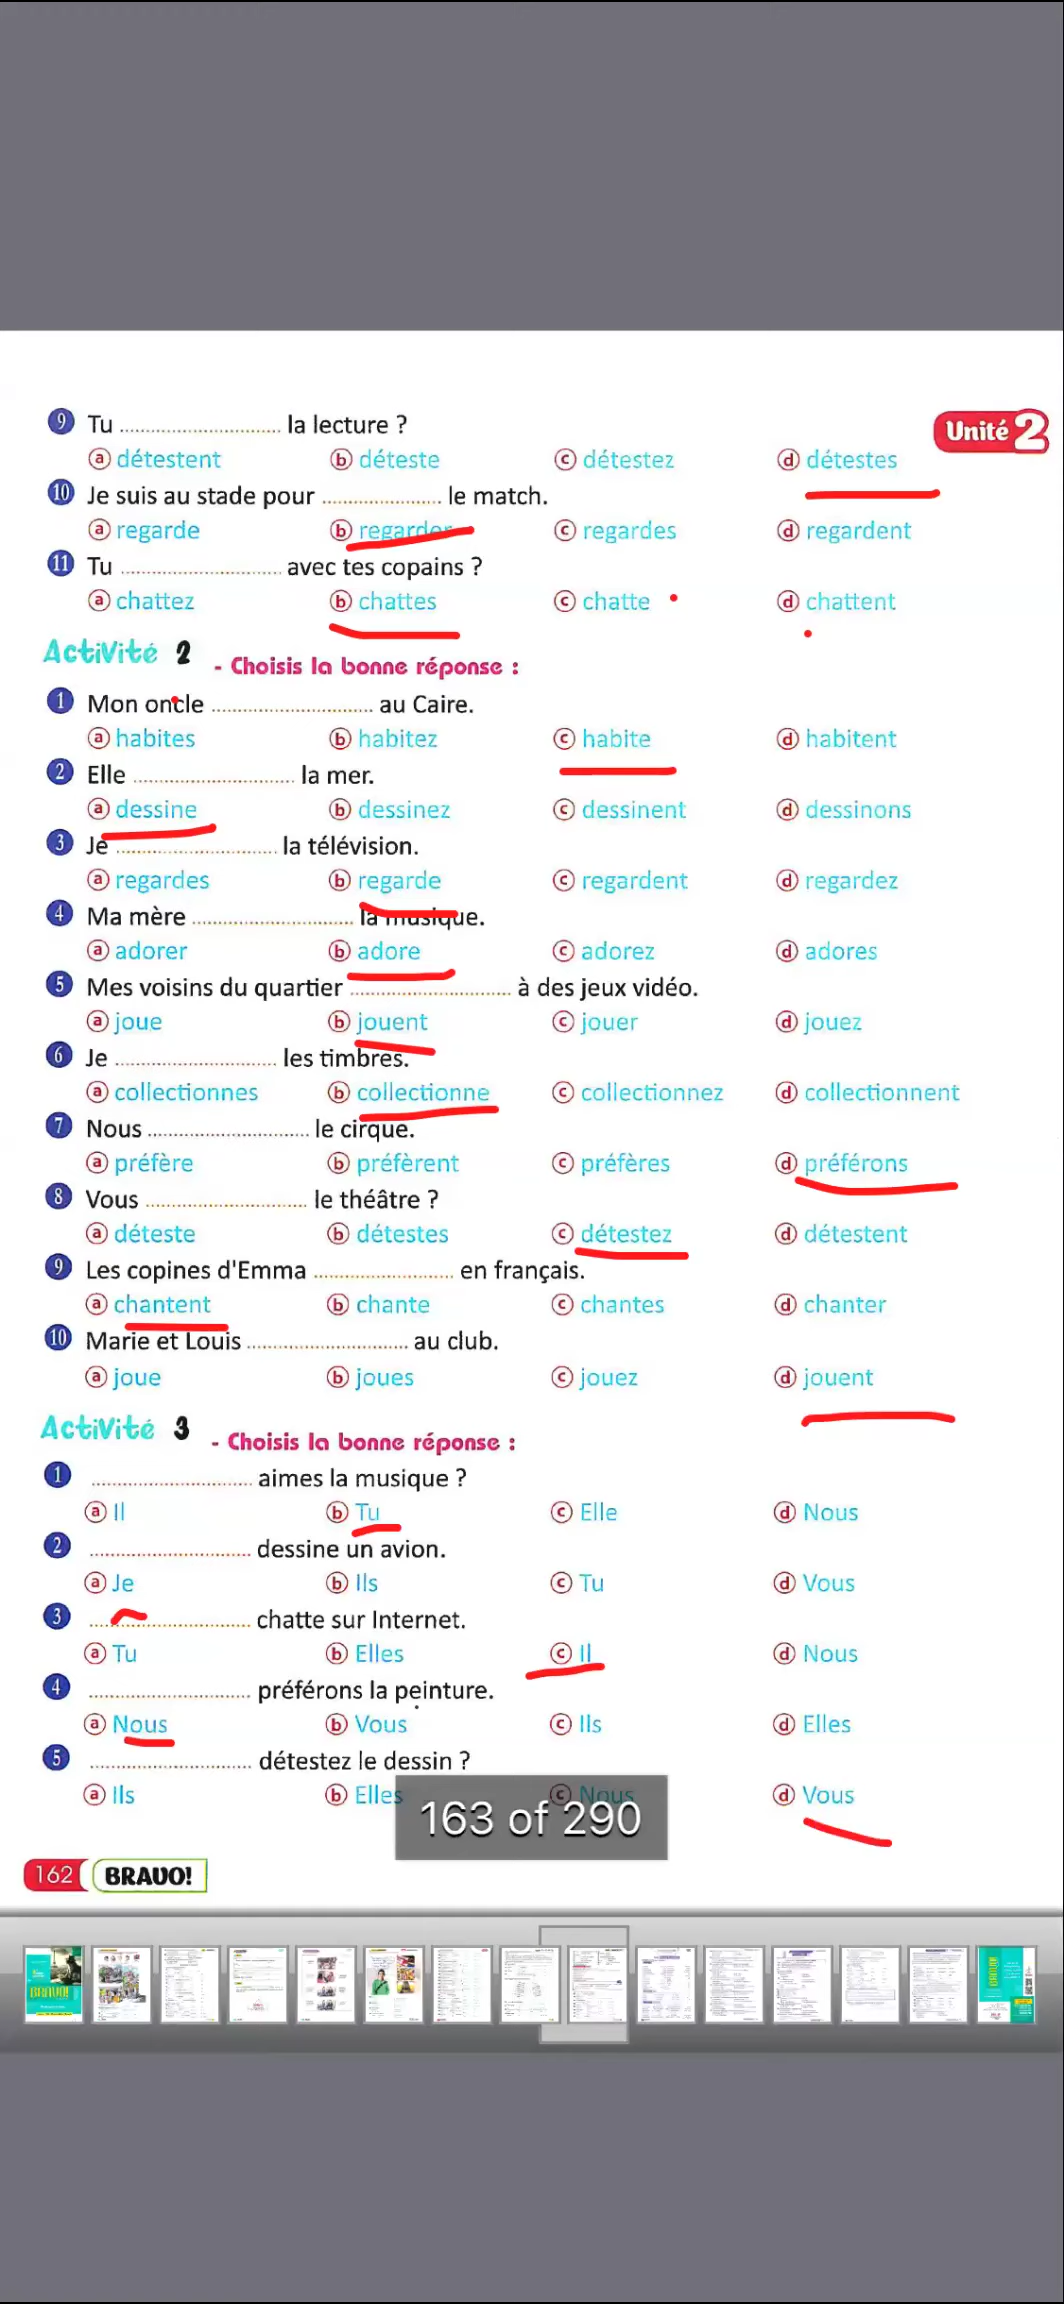 9 Tu .............................. la lecture ?
Unité 2
a détestent b déteste c détestez d détestes
10 Je suis au stade pour ...................... le match.
a regarde b regarder c regardes d regardent
11 Tu .............................. avec tes copains ?
a chattez b chattes c chatte d chattent
Activité 2 - Choisis la bonne réponse :
1 Mon oncle .............................. au Caire.
a habites b habitez c habite d habitent
2 Elle .............................. la mer.
a dessine b dessinez c dessinent d dessinons
3 Je .............................. la télévision.
a regardes b regarde c regardent d regardez
4 Ma mère .............................. la musique.
a adorer b adore c adorez d adores
5 Mes voisins du quartier .............................. à des jeux vidéo.
a joue b jouent c jouer d jouez
6 Je .............................. les timbres.
a collectionnes b collectionne c collectionnez d collectionnent
7 Nous .............................. le cirque.
a préfère b préfèrent c préfères d préférons
8 Vous .............................. le théâtre ?
a déteste b détestes c détestez d détestent
9 Les copines d'Emma .......................... en français.
a chantent b chante c chantes d chanter
10 Marie et Louis .............................. au club.
a joue b joues c jouez d jouent
Activité 3 - Choisis la bonne réponse :
1 .............................. aimes la musique ?
a Il b Tu c Elle d Nous
2 .............................. dessine un avion.
a Je b Ils c Tu d Vous
3 .............................. chatte sur Internet.
a Tu b Elles c Il d Nous
4 .............................. préférons la peinture.
a Nous b Vous c Ils d Elles
5 .............................. détestez le dessin ?
a Ils b Elles c Nous d Vous
163 of 290
162 BRAVO!